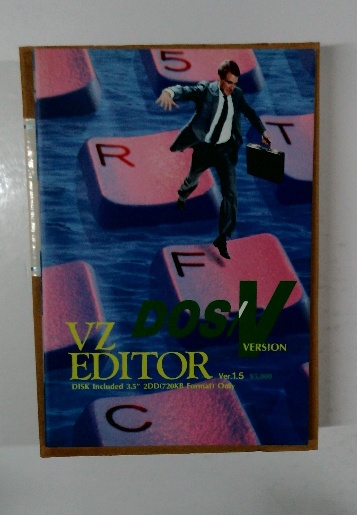 5
R
T
F
DOS/V
VZ
VERSION
EDITOR Ver.1.5
DISK Included 3.5" 2DD(720KB Format) Only
C